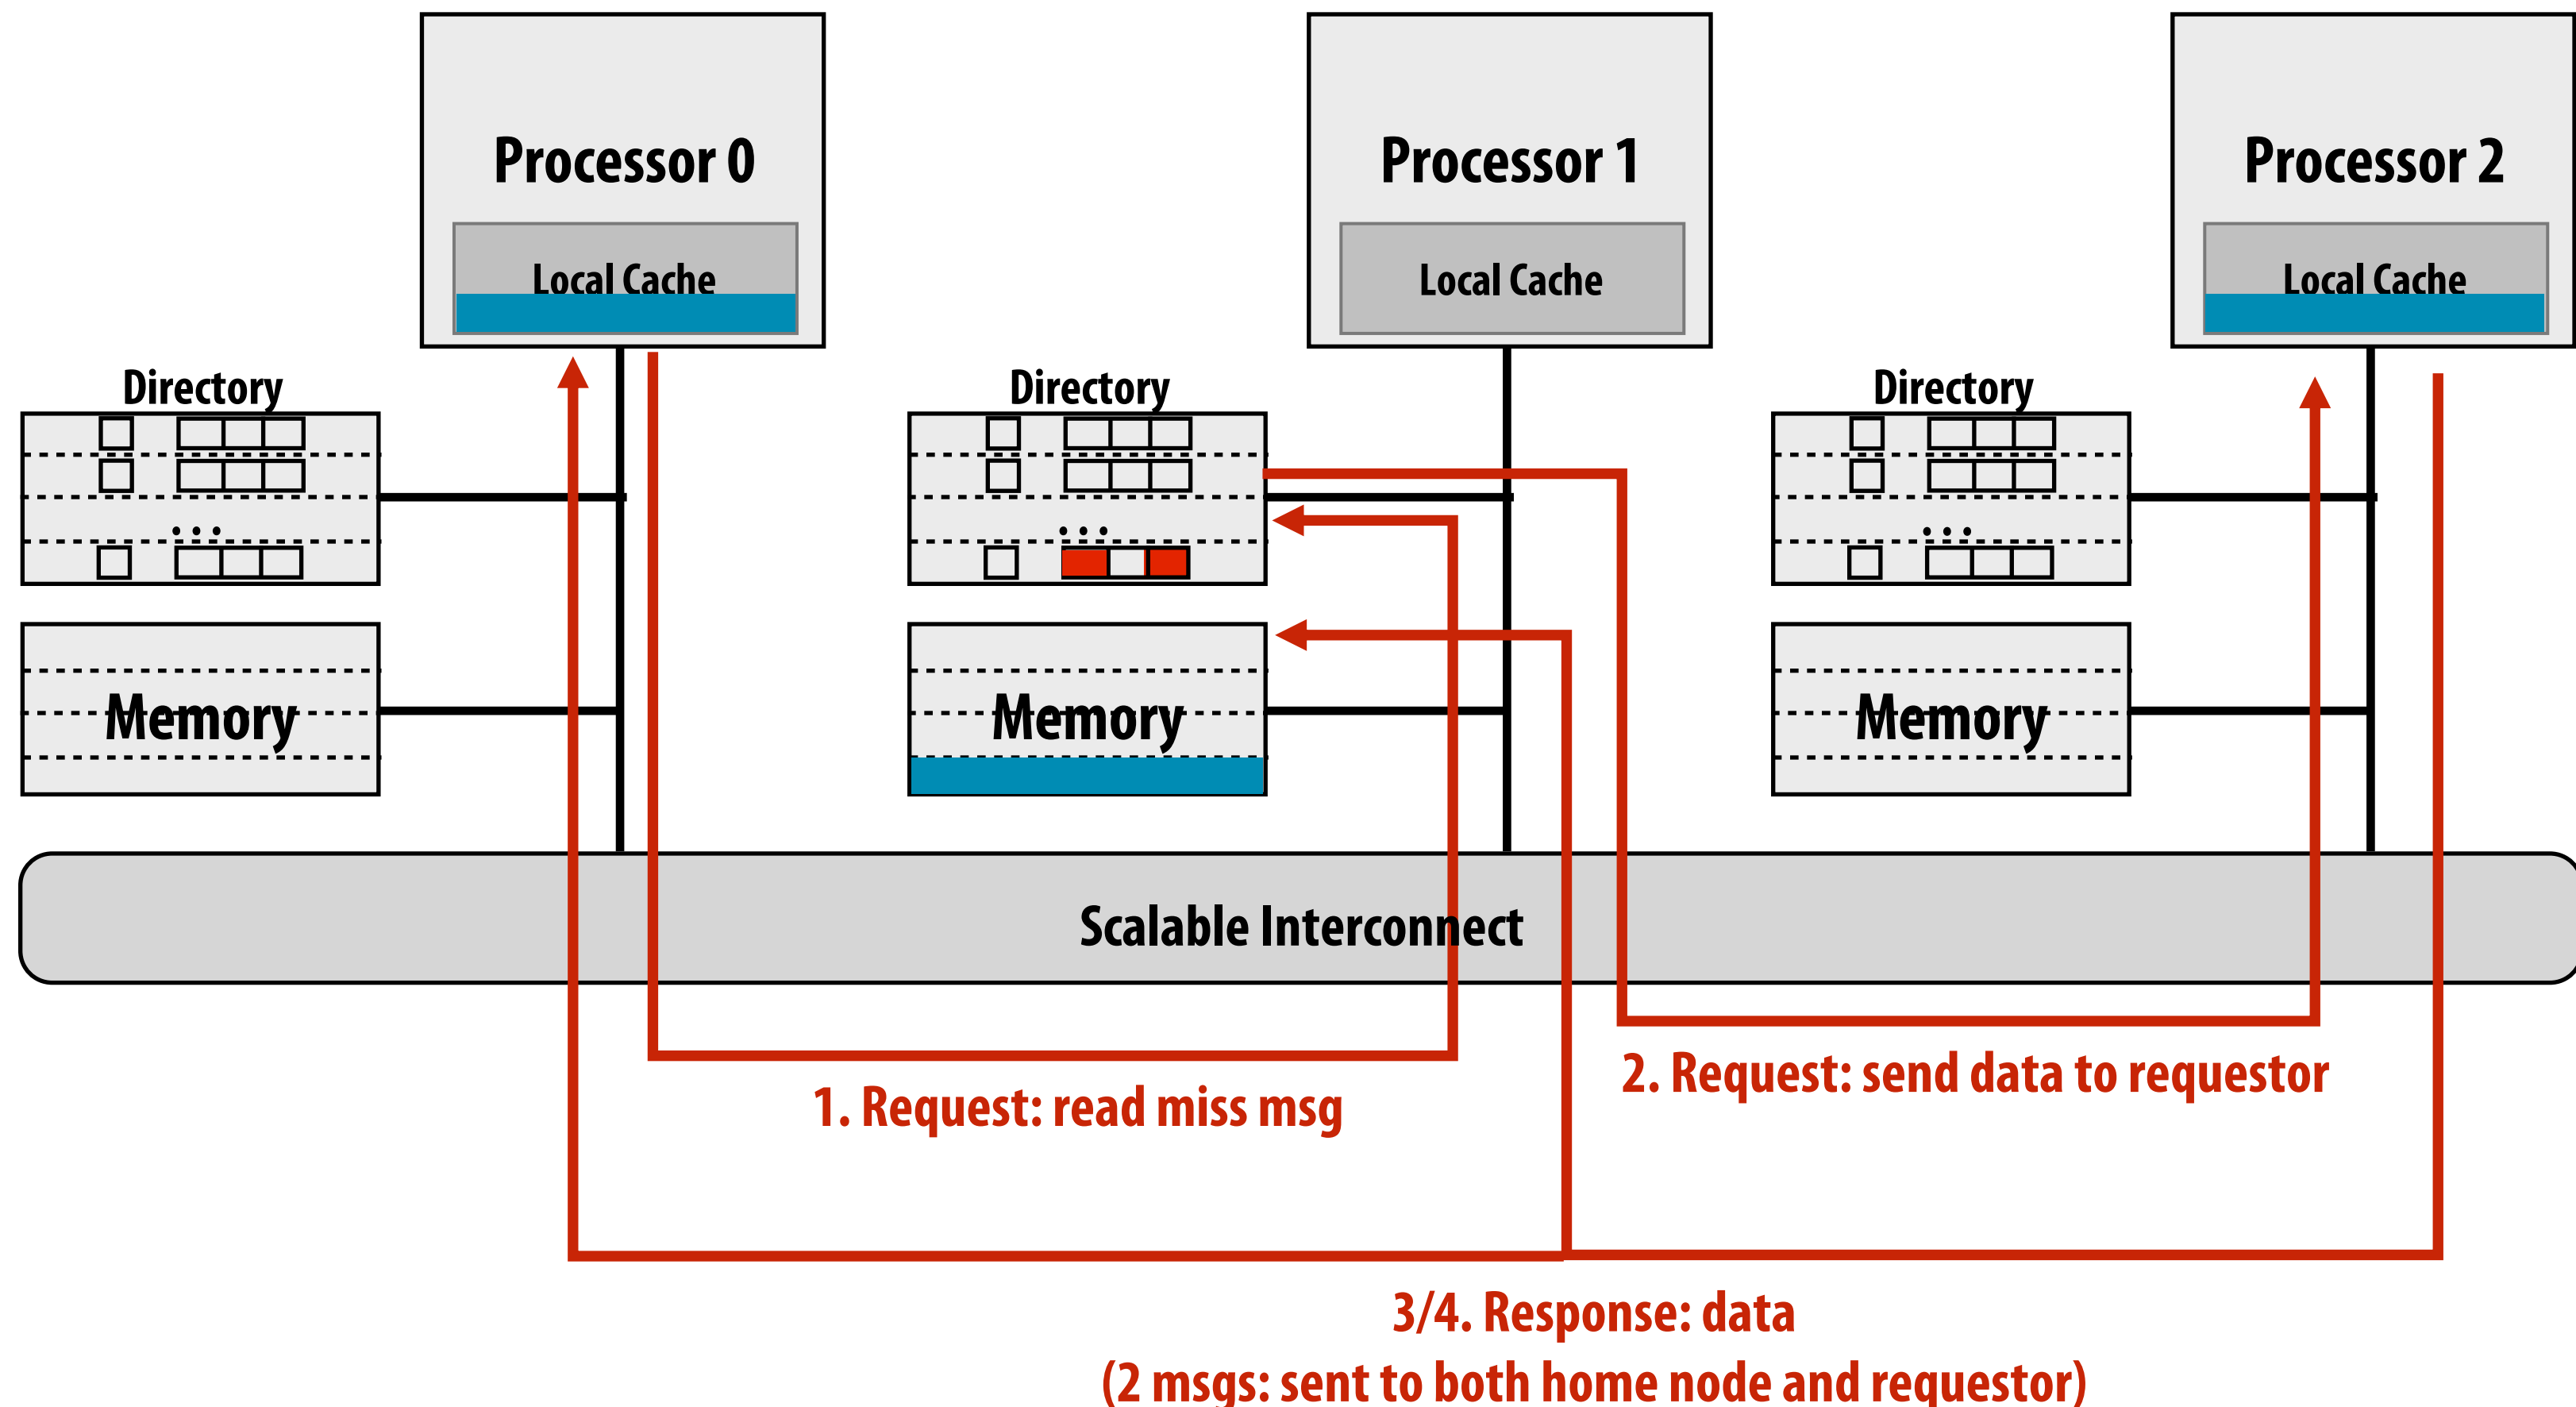 Processor 0
Processor 1
Processor 2
Local Cache
Local Cache
Local Cache
Directory
Directory
Directory
. . .
. . .
. . .
Memory
Memory
Memory
Scalable Interconnect
2. Request: send data to requestor
1. Request: read miss msg
3/4. Response: data
(2 msgs: sent to both home node and requestor)